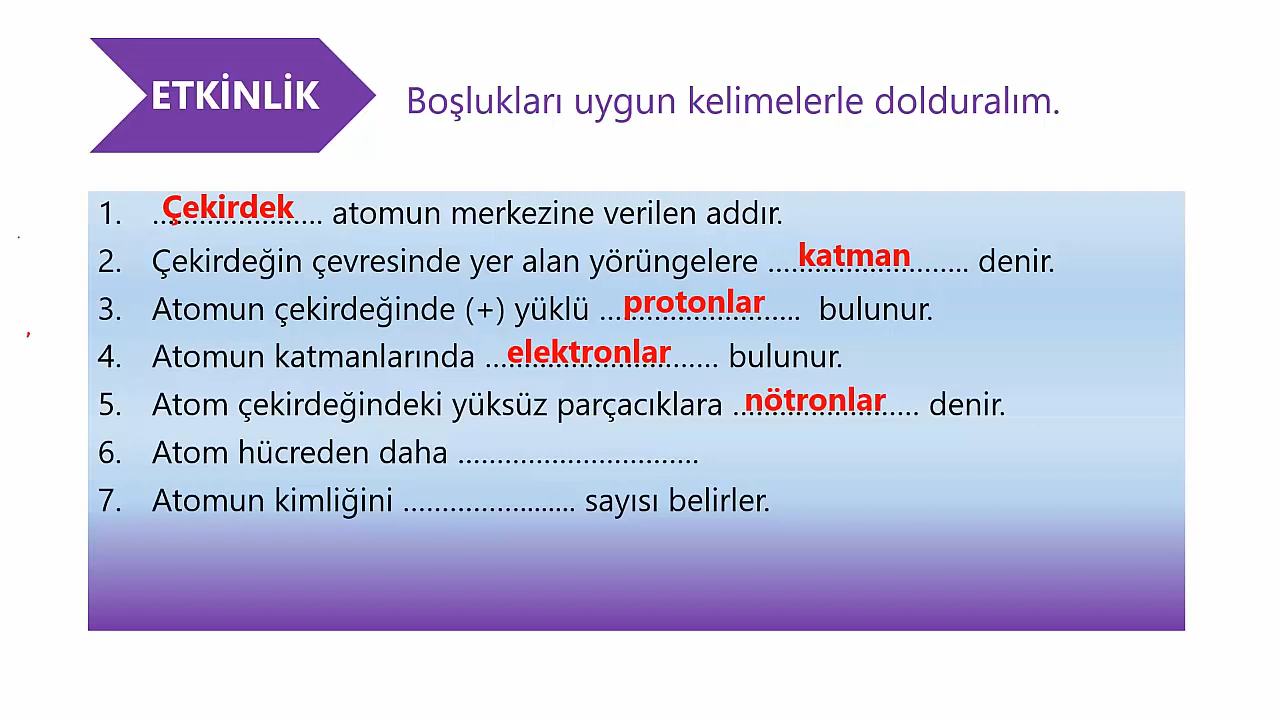 ETKİNLİK
Boşlukları uygun kelimelerle dolduralım.
1. ...Çekirdek... atomun merkezine verilen addır.
2. Çekirdeğin çevresinde yer alan yörüngelere ...katman... denir.
3. Atomun çekirdeğinde (+) yüklü ...protonlar... bulunur.
4. Atomun katmanlarında ...elektronlar... bulunur.
5. Atom çekirdeğindeki yüksüz parçacıklara ...nötronlar... denir.
6. Atom hücreden daha ...............................
7. Atomun kimliğini ...................... sayısı belirler.